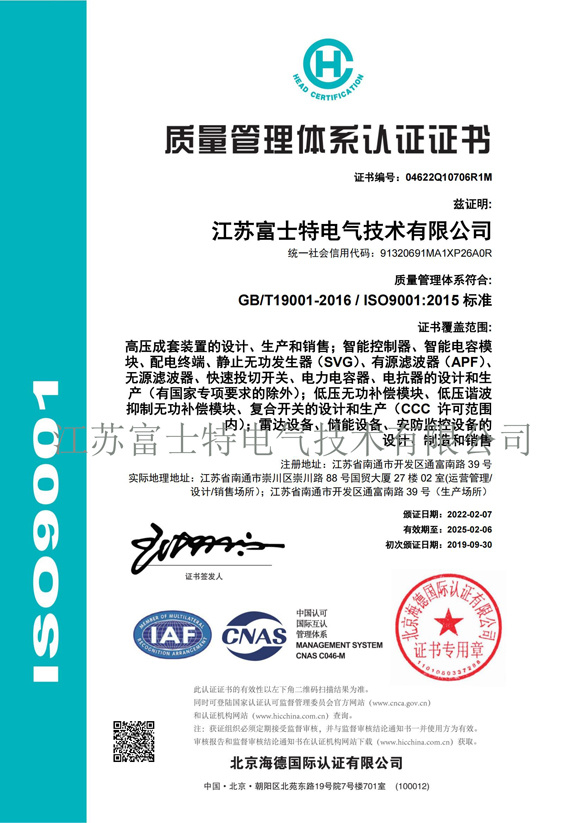 HEAD CERTIFICATION
质量管理体系认证证书
证书编号：04622Q10706R1M
兹证明:
江苏富士特电气技术有限公司
统一社会信用代码：91320691MA1XP26A0R
质量管理体系符合:
GB/T19001-2016 / ISO9001:2015 标准
证书覆盖范围:
高压成套装置的设计、生产和销售；智能控制器、智能电容模
块、配电终端、静止无功发生器（SVG）、有源滤波器（APF）、
无源滤波器、快速投切开关、电力电容器、电抗器的设计和生
产（有国家专项要求的除外）；低压无功补偿模块、低压谐波
抑制无功补偿模块、复合开关的设计和生产（CCC 许可范围
内）；雷达设备、储能设备、安防监控设备的
设计、制造和销售
江苏富士特电气技术有限公司
注册地址：江苏省南通市开发区通富南路 39 号
实际地理地址：江苏省南通市崇川区崇川路 88 号国贸大厦 27 楼 02 室(运营管理/
设计/销售场所）；江苏省南通市开发区通富南路 39 号（生产场所）
颁证日期：2022-02-07
有效期至：2025-02-06
初次颁证日期：2019-09-30
证书签发人
ISO9001
MEMBER OF MULTILATERAL
IAF
RECOGNITION ARRANGEMENT
CNAS
中国认可
国际互认
管理体系
MANAGEMENT SYSTEM
CNAS C046-M
北京海德国际认证有限公司
证书专用章
此认证证书的有效性以左下角二维码扫描结果为准。
同时可登陆国家认证认可监督管理委员会官方网站（www.cnca.gov.cn）
和认证机构网站（www.hicchina.com.cn）查询。
注：获证组织必须定期接受监督审核，并与监督审核结论通知书一并使用方为有效。
审核报告和监督审核结论通知书在认证机构网站下载（www.hicchina.com.cn）获取。
北京海德国际认证有限公司
中国・北京・朝阳区北苑东路19号院7号楼701室 （100012）